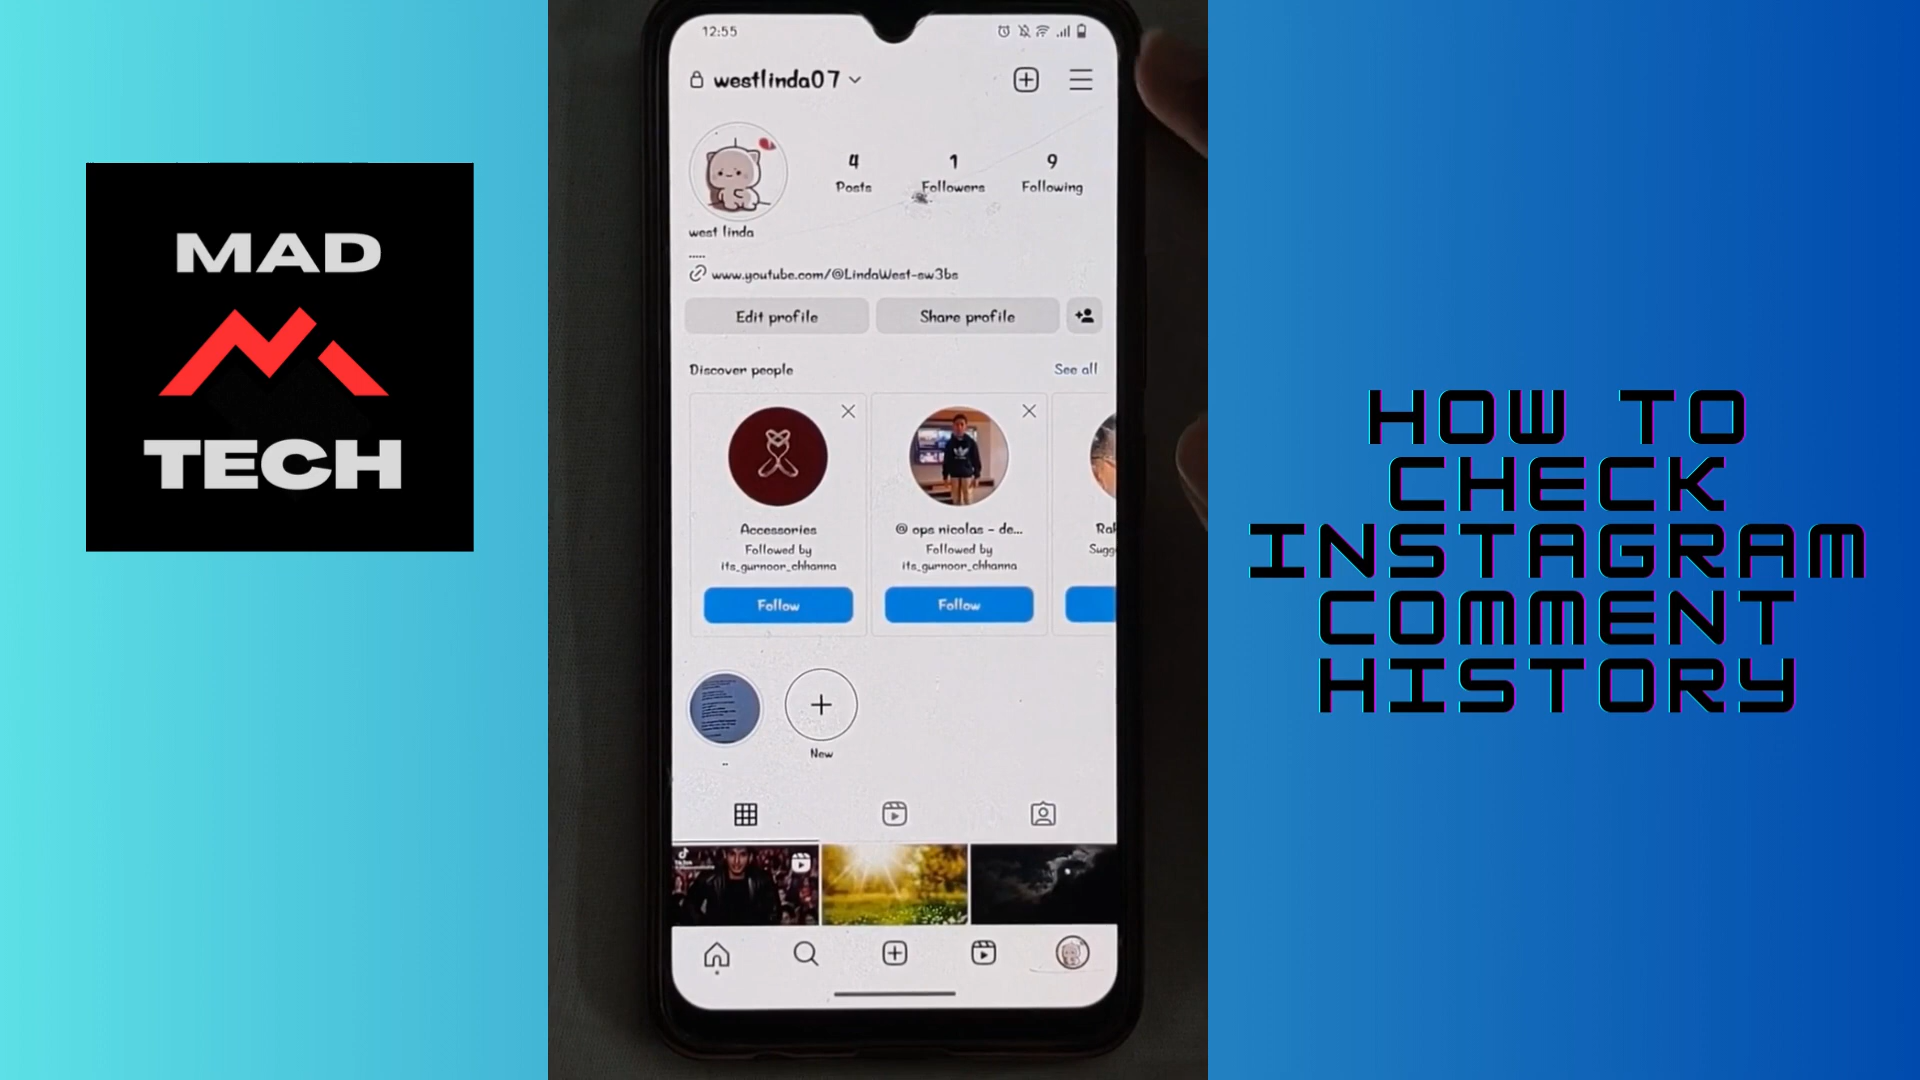 MAD
TECH
12:55
westlinda07
4
1
9
Posts
Followers
Following
west linda
.....
www.youtube.com/@LindaWest-sw3bs
Edit profile
Share profile
Discover people
See all
Accessories
Followed by
its_gurnoor_chhanna
Follow
@ ops nicolas - de...
Followed by
its_gurnoor_chhanna
Follow
..
New
HOW TO
CHECK
INSTAGRAM
COMMENT
HISTORY